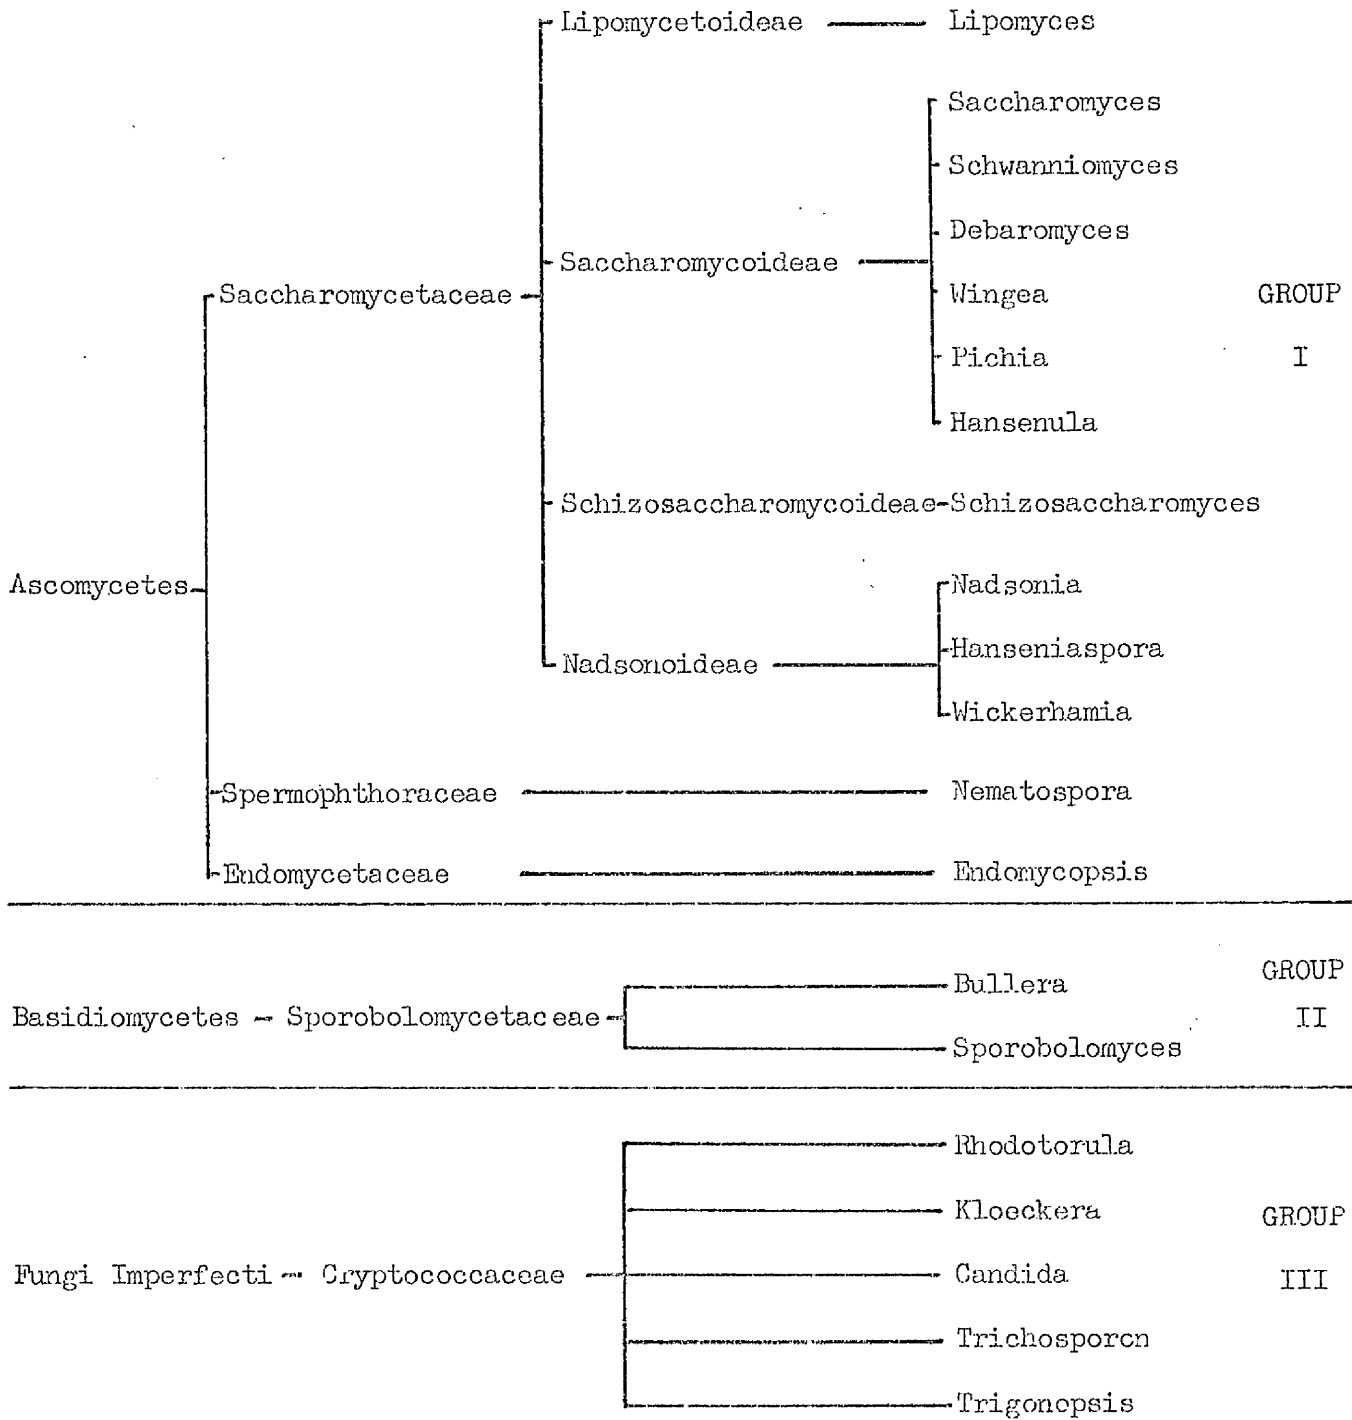 Lipomycetoideae Lipomyces
Saccharomyces
Schwanniomyces
Debaromyces
Saccharomycoideae
Saccharomycetaceae Wingea GROUP
Pichia I
Hansenula
Schizosaccharomycoideae-Schizosaccharomyces
Ascomycetes Nadsonia
Hanseniaspora
Nadsonoideae
Wickerhamia
Spermophthoraceae Nematospora
Endomycetaceae Endomycopsis
GROUP
Bullera
Basidiomycetes - Sporobolomycetaceae II
Sporobolomyces
Rhodotorula
Kloeckera GROUP
Fungi Imperfecti - Cryptococcaceae Candida III
Trichosporon
Trigonopsis